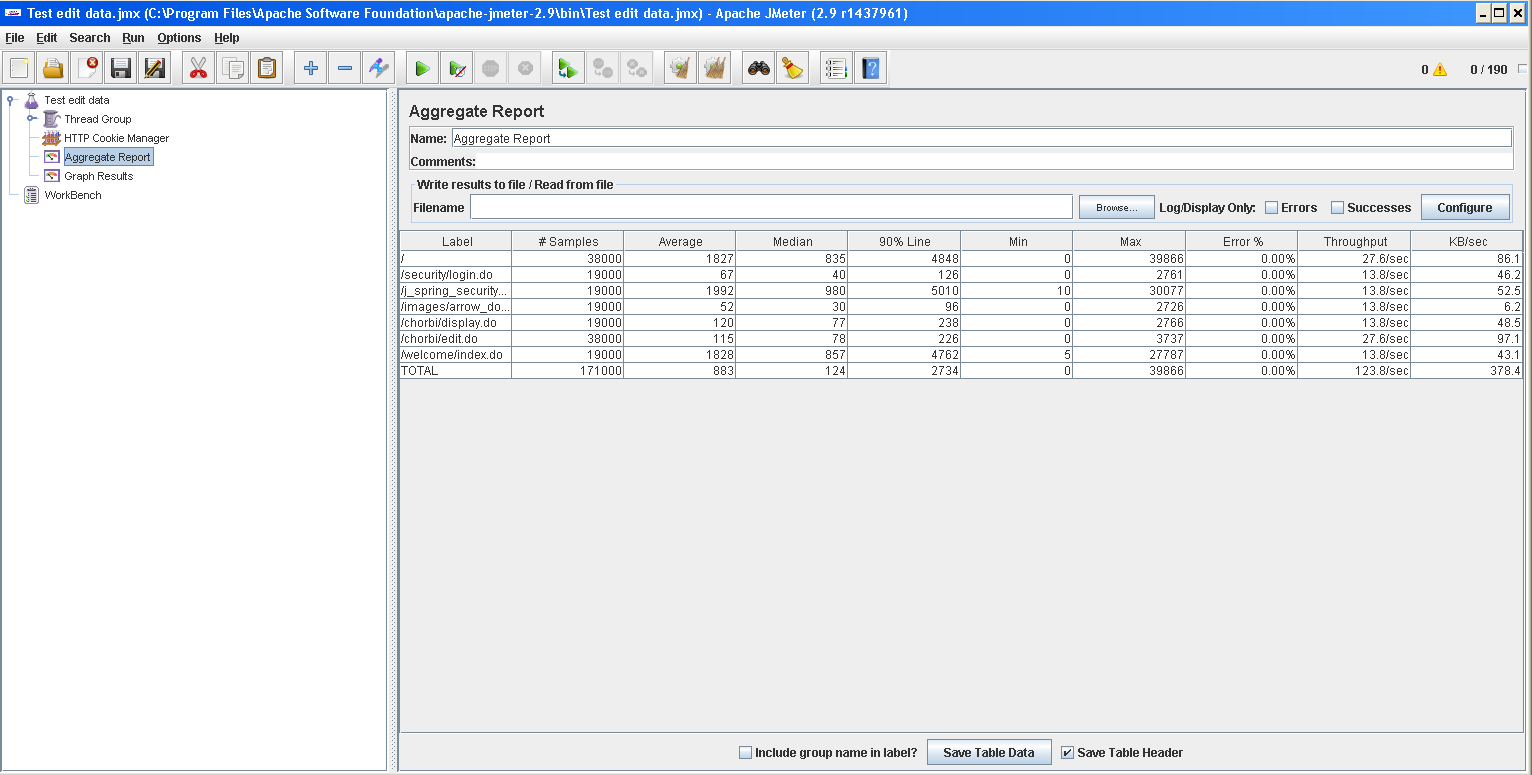 Test edit data.jmx (C:\Program Files\Apache Software Foundation\apache-jmeter-2.9\bin\Test edit data.jmx) - Apache JMeter (2.9 r1437961)
File Edit Search Run Options Help
0 0 / 190
Test edit data
Thread Group
HTTP Cookie Manager
Aggregate Report
Graph Results
WorkBench
Aggregate Report
Name: Aggregate Report
Comments:
Write results to file / Read from file
Filename Browse... Log/Display Only: Errors Successes Configure
Label # Samples Average Median 90% Line Min Max Error % Throughput KB/sec
/ 38000 1827 835 4848 0 39866 0.00% 27.6/sec 86.1
/security/login.do 19000 67 40 126 0 2761 0.00% 13.8/sec 46.2
/j_spring_security... 19000 1992 980 5010 10 30077 0.00% 13.8/sec 52.5
/images/arrow_do... 19000 52 30 96 0 2726 0.00% 13.8/sec 6.2
/chorbi/display.do 19000 120 77 238 0 2766 0.00% 13.8/sec 48.5
/chorbi/edit.do 38000 115 78 226 0 3737 0.00% 27.6/sec 97.1
/welcome/index.do 19000 1828 857 4762 5 27787 0.00% 13.8/sec 43.1
TOTAL 171000 883 124 2734 0 39866 0.00% 123.8/sec 378.4
Include group name in label? Save Table Data Save Table Header